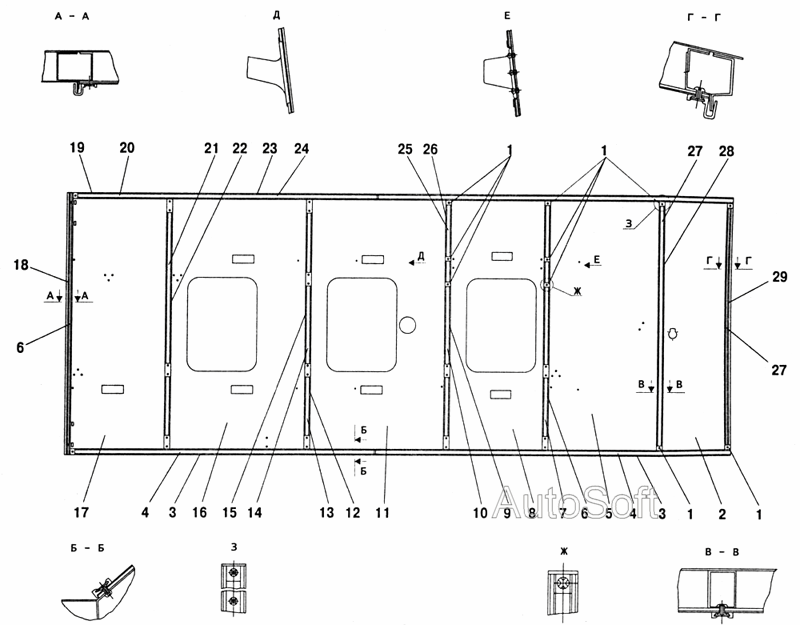 А – А Д Е Г – Г
19 20 23 24 21 22 25 26 1 1 27 28
З
Д Е Г Г
18 29
А А Ж
6 27
В В
Б
Б
17 4 3 16 15 14 13 12 11 10 9 8 7 6 5 4 3 1 2 1
AutoSoft
Б – Б З Ж В – В